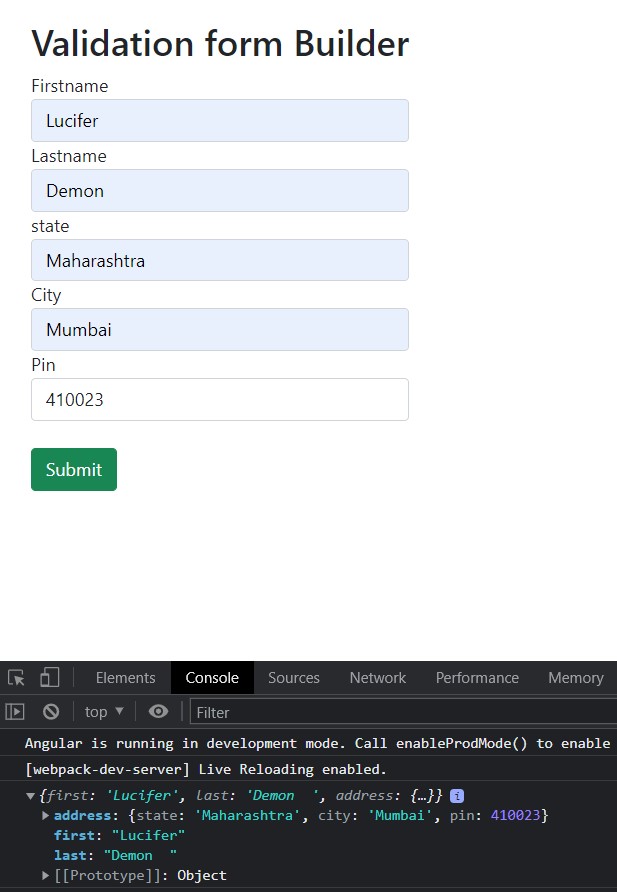 Validation form Builder
Firstname
Lucifer
Lastname
Demon
state
Maharashtra
City
Mumbai
Pin
410023
Submit
Elements Console Sources Network Performance Memory
top ▼ Filter
Angular is running in development mode. Call enableProdMode() to enable
[webpack-dev-server] Live Reloading enabled.
▼{first: 'Lucifer', last: 'Demon  ', address: {…}} i
▶address: {state: 'Maharashtra', city: 'Mumbai', pin: 410023}
first: "Lucifer"
last: "Demon  "
▶[[Prototype]]: Object